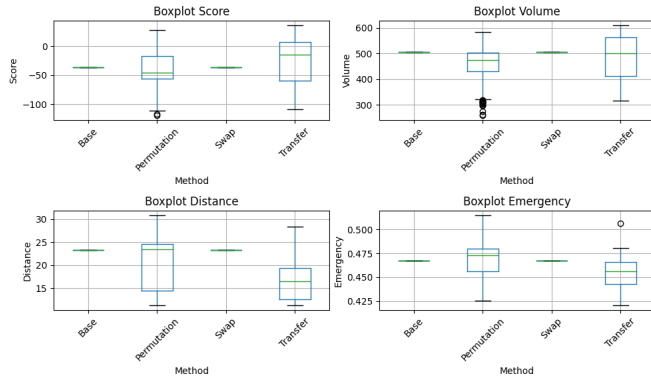 Boxplot Score
0
−50
−100
Score
Base
Permutation
Swap
Transfer
Method
Boxplot Volume
600
500
400
300
Volume
Base
Permutation
Swap
Transfer
Method
Boxplot Distance
30
25
20
15
Distance
Base
Permutation
Swap
Transfer
Method
Boxplot Emergency
0.500
0.475
0.450
0.425
Emergency
Base
Permutation
Swap
Transfer
Method